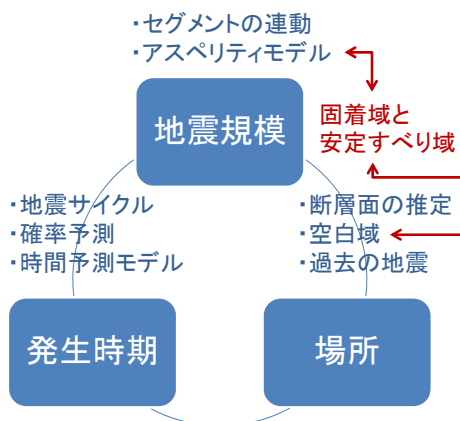 ・セグメントの連動
・アスペリティモデル
地震規模
固着域と
安定すべり域
・地震サイクル
・確率予測
・時間予測モデル
・断層面の推定
・空白域
・過去の地震
発生時期
場所